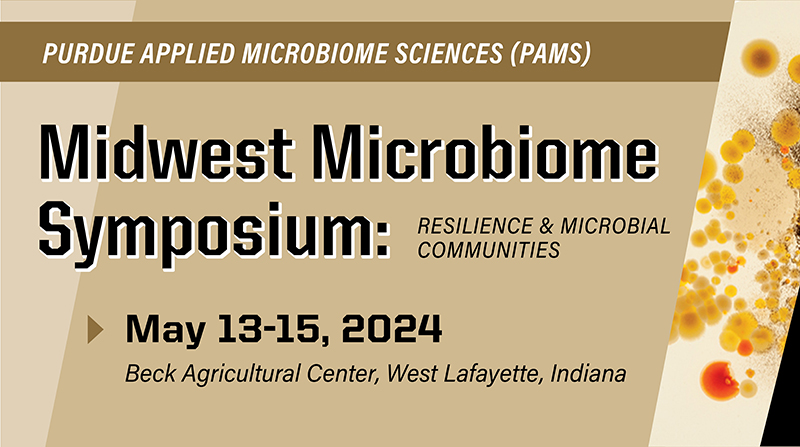 PURDUE APPLIED MICROBIOME SCIENCES (PAMS)
Midwest Microbiome
Symposium:
RESILIENCE & MICROBIAL
COMMUNITIES
May 13-15, 2024
Beck Agricultural Center, West Lafayette, Indiana